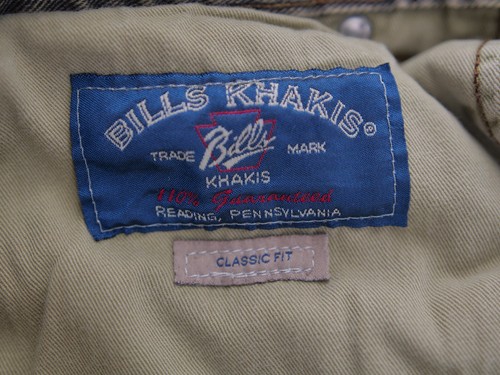 BILLS KHAKIS®
Bills
TRADE MARK
KHAKIS
110% Guaranteed
READING, PENNSYLVANIA
CLASSIC FIT